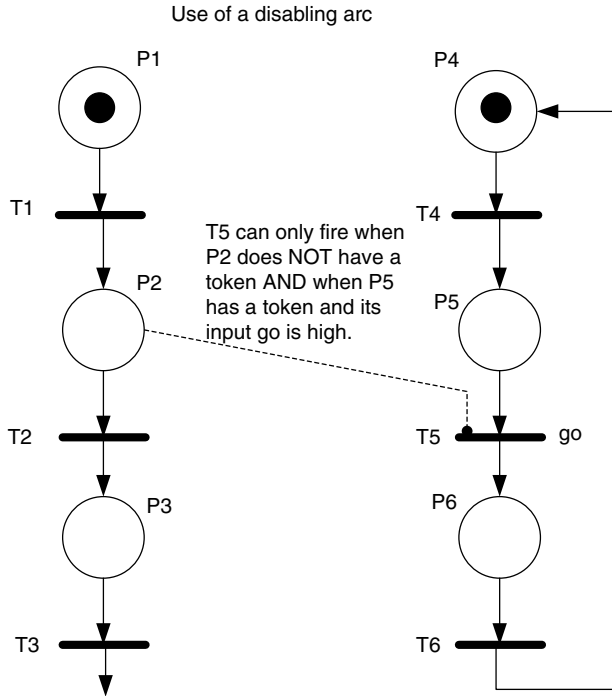 Use of a disabling arc
P1
P4
T1
T4
T5 can only fire when
P2 does NOT have a
token AND when P5
has a token and its
input go is high.
P2
P5
T2
T5
go
P3
P6
T3
T6